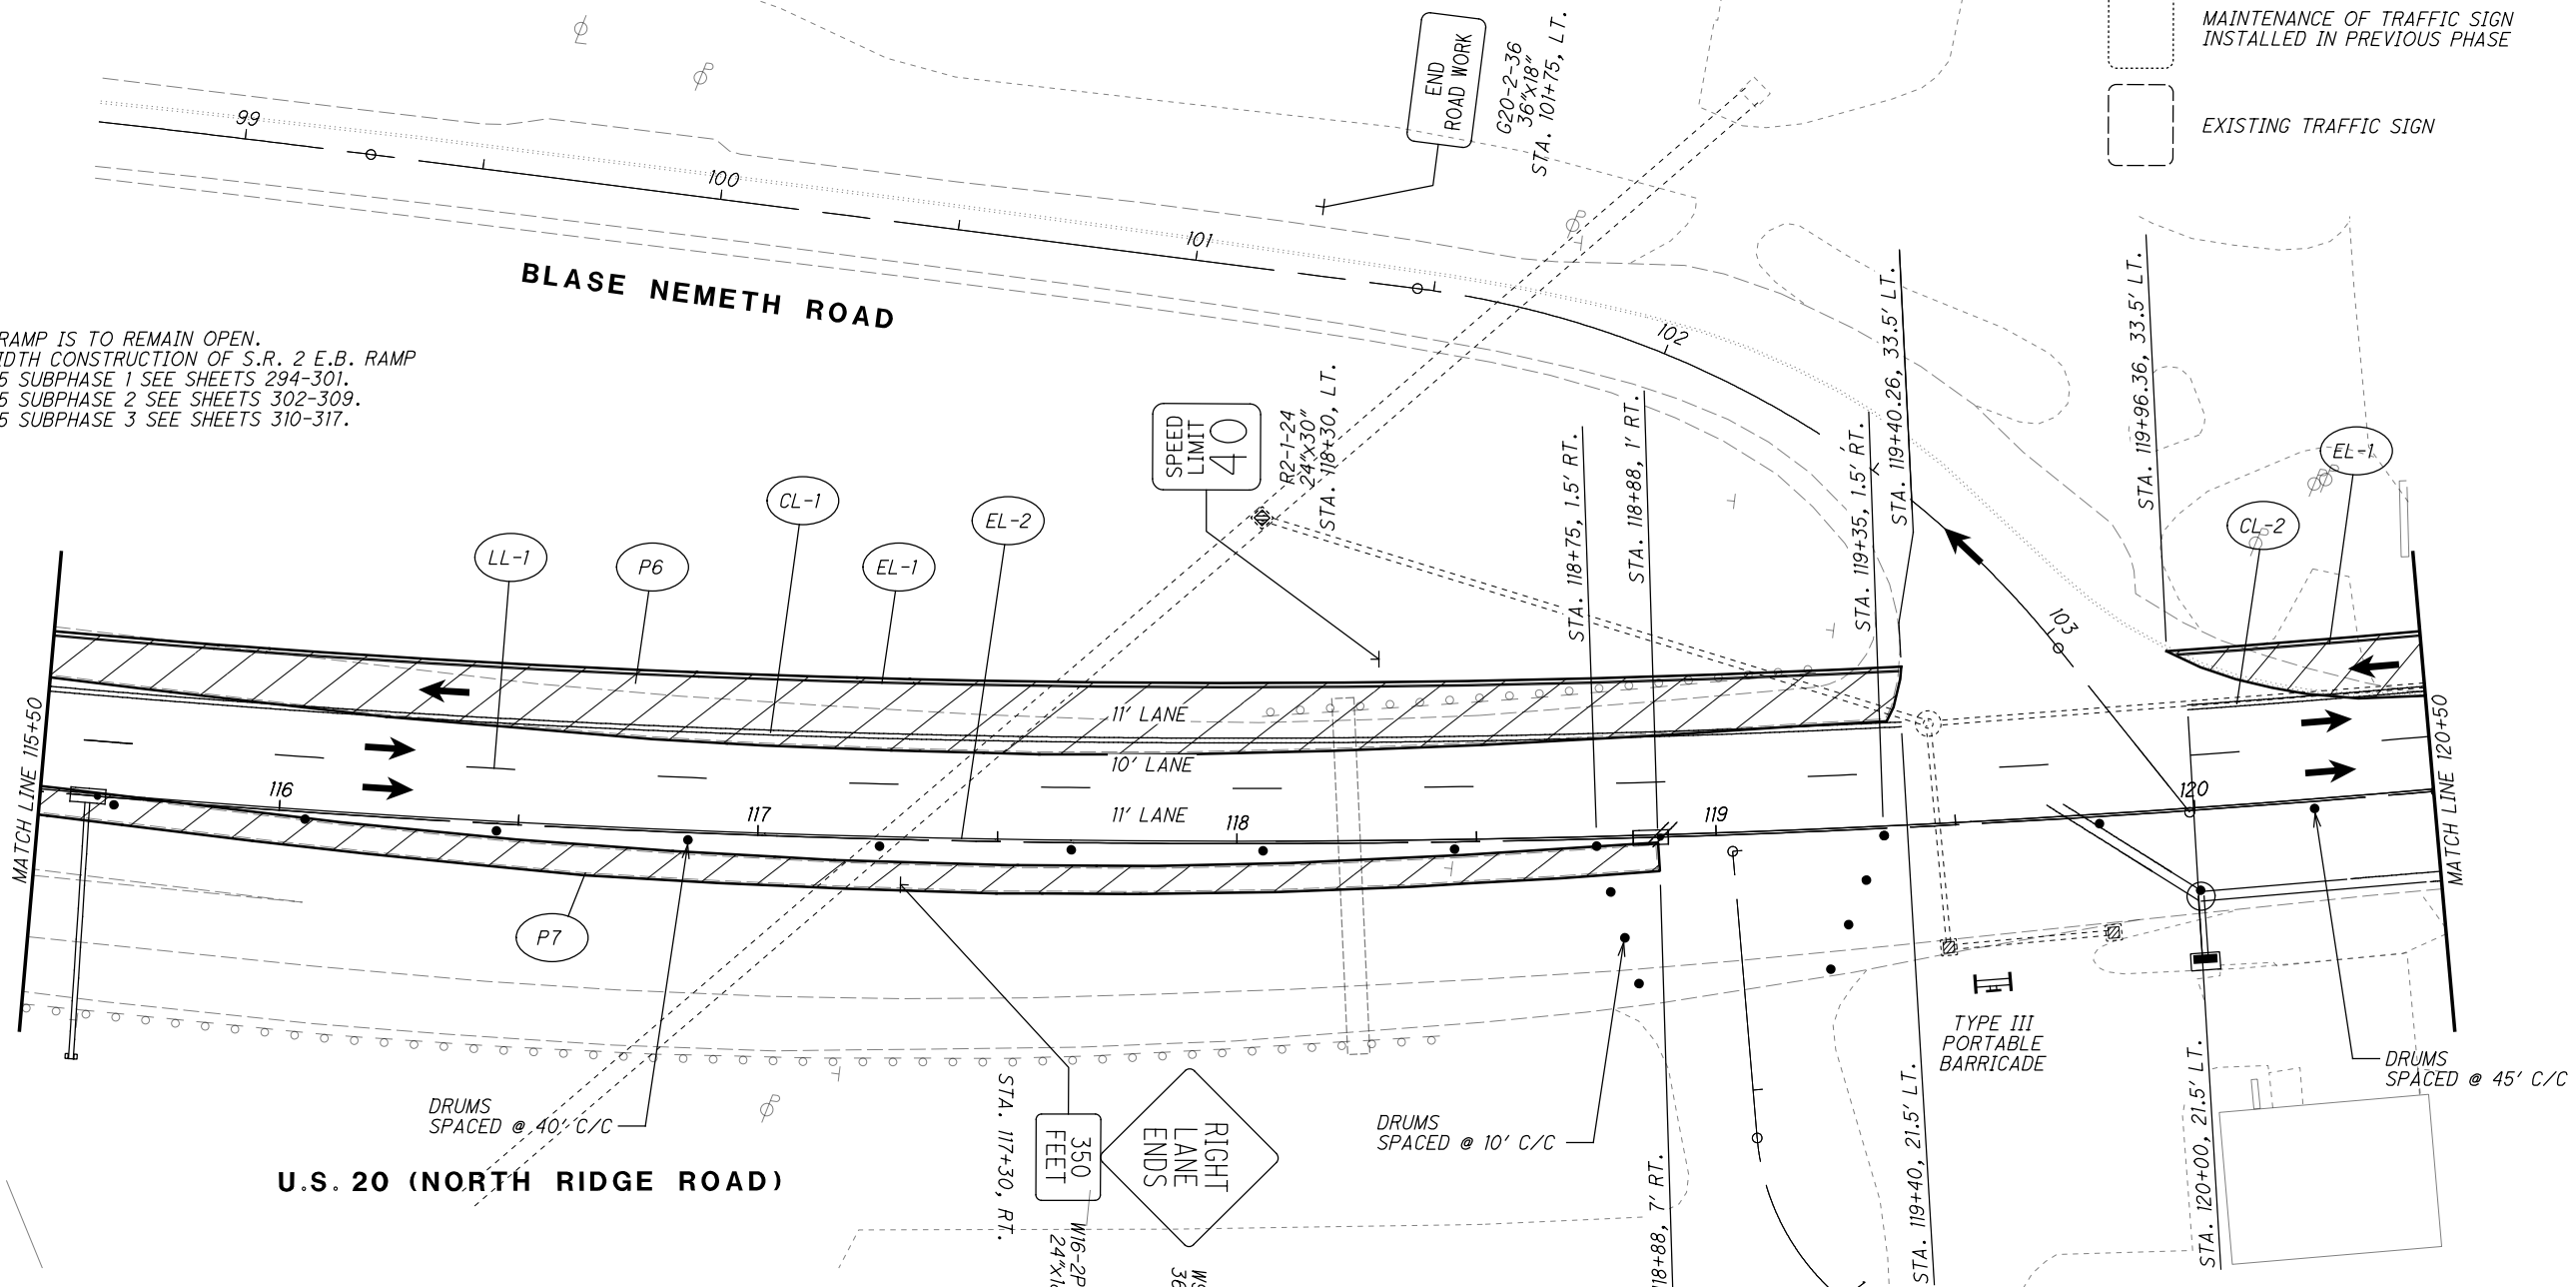 MAINTENANCE OF TRAFFIC SIGN
INSTALLED IN PREVIOUS PHASE
EXISTING TRAFFIC SIGN
END
ROAD WORK
G20-2-36
36"x18"
STA. 101+75, LT.
99
100
101
102
103
BLASE NEMETH ROAD
RAMP IS TO REMAIN OPEN.
IDTH CONSTRUCTION OF S.R. 2 E.B. RAMP
5 SUBPHASE 1 SEE SHEETS 294-301.
5 SUBPHASE 2 SEE SHEETS 302-309.
5 SUBPHASE 3 SEE SHEETS 310-317.
SPEED
LIMIT
40
R2-1-24
24"x30"
STA. 118+30, LT.
STA. 118+75, 1.5' RT.
STA. 118+88, 1' RT.
STA. 119+35, 1.5' RT.
STA. 119+40.26, 33.5' LT.
STA. 119+96.36, 33.5' LT.
EL-1
CL-2
LL-1
P6
CL-1
EL-1
EL-2
MATCH LINE 115+50
11' LANE
10' LANE
11' LANE
116
117
118
119
120
MATCH LINE 120+50
P7
DRUMS
SPACED @ 40' C/C
U.S. 20 (NORTH RIDGE ROAD)
STA. 117+30, RT.
350
FEET
W16-2P
RIGHT
LANE
ENDS
DRUMS
SPACED @ 10' C/C
18+88, 7' RT.
STA. 119+40, 21.5' LT.
TYPE III
PORTABLE
BARRICADE
STA. 120+00, 21.5' LT.
DRUMS
SPACED @ 45' C/C